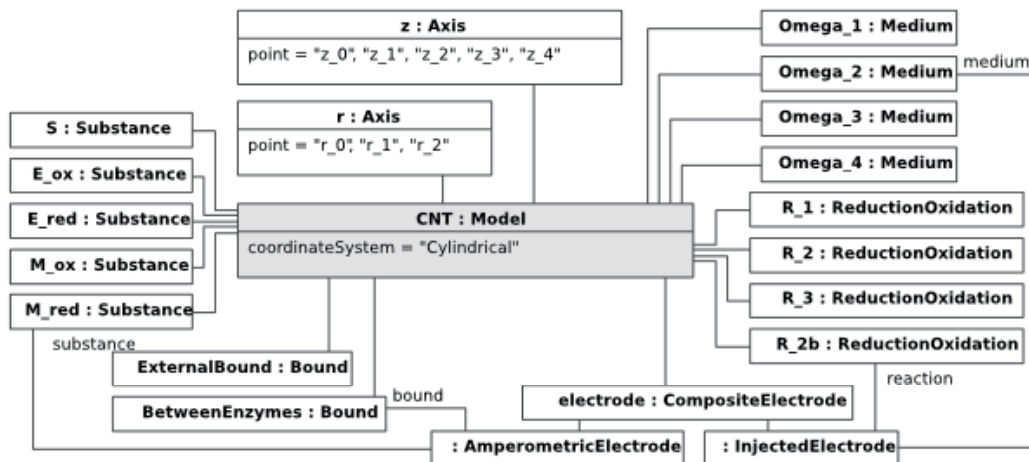 z : Axis
point = "z_0", "z_1", "z_2", "z_3", "z_4"
r : Axis
point = "r_0", "r_1", "r_2"
Omega_1 : Medium
Omega_2 : Medium
medium
Omega_3 : Medium
Omega_4 : Medium
S : Substance
E_ox : Substance
E_red : Substance
M_ox : Substance
M_red : Substance
substance
CNT : Model
coordinateSystem = "Cylindrical"
R_1 : ReductionOxidation
R_2 : ReductionOxidation
R_3 : ReductionOxidation
R_2b : ReductionOxidation
reaction
ExternalBound : Bound
BetweenEnzymes : Bound
bound
electrode : CompositeElectrode
: AmperometricElectrode
: InjectedElectrode